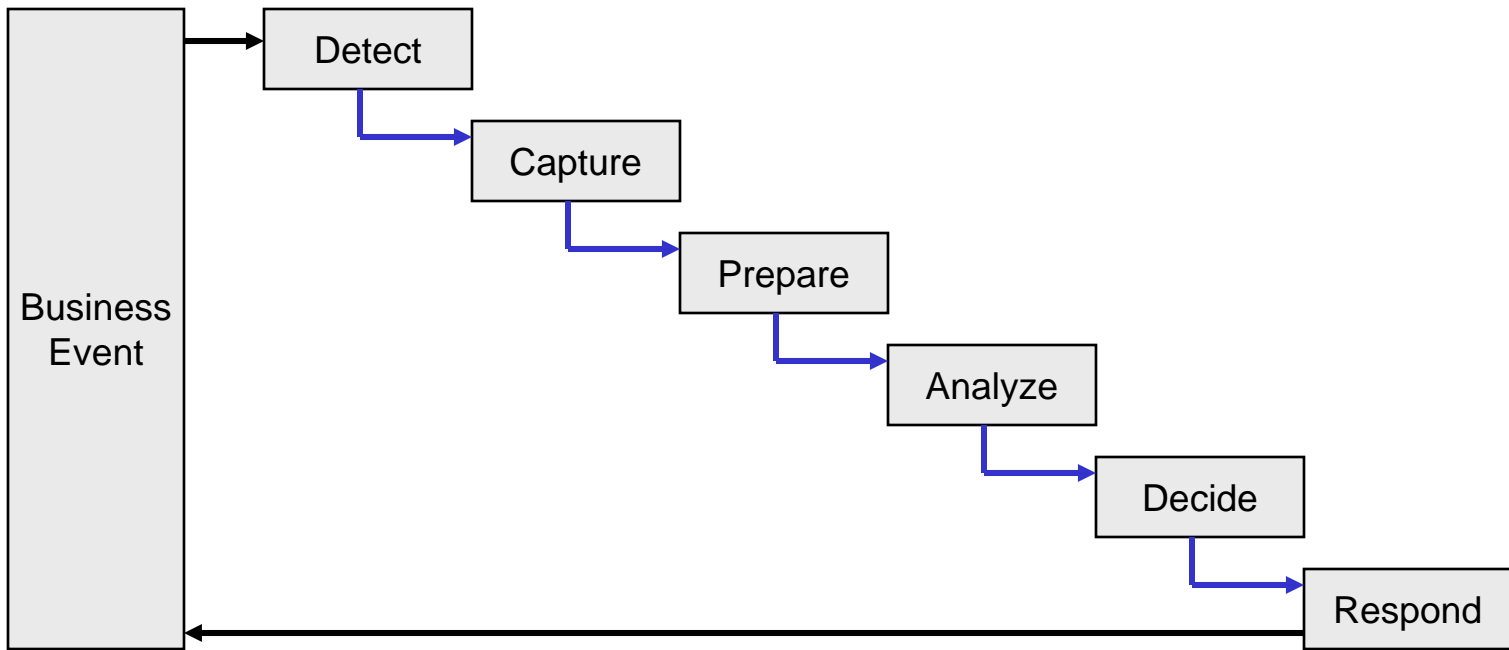 Detect
Capture
Prepare
Business
Event
Analyze
Decide
Respond